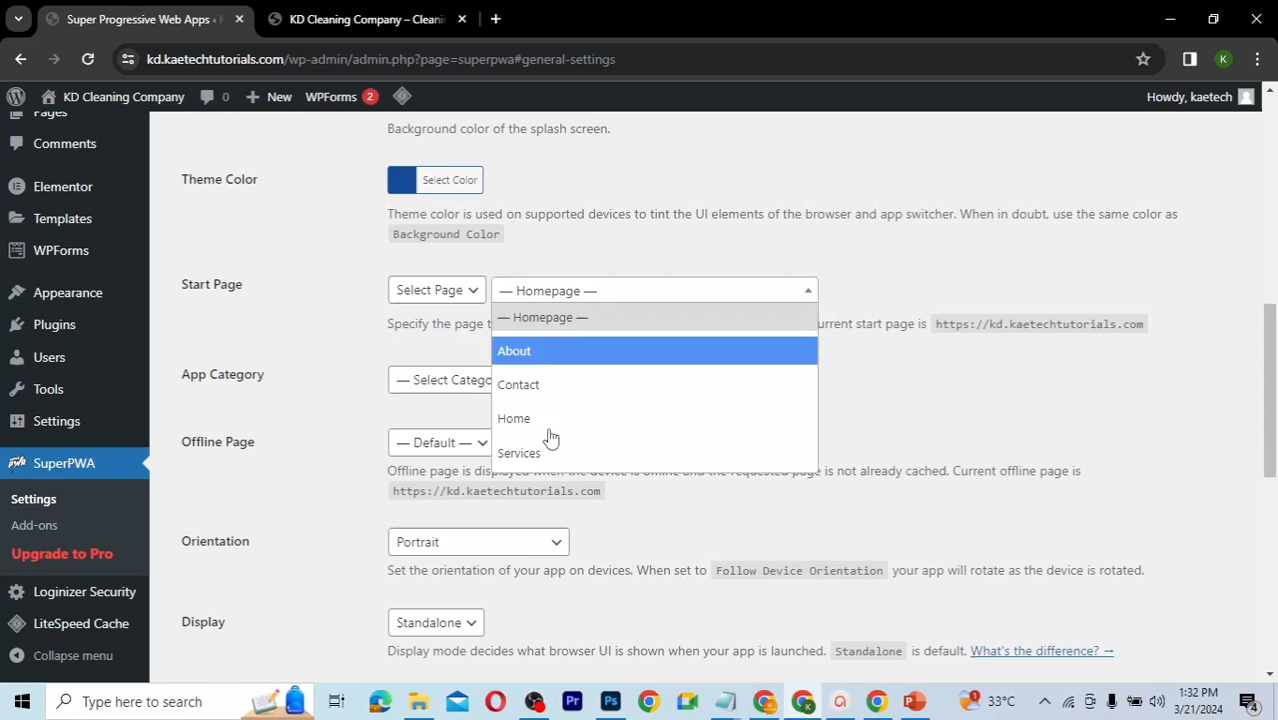 Super Progressive Web Apps ‹
KD Cleaning Company – Cleani
kd.kaetechtutorials.com/wp-admin/admin.php?page=superpwa#general-settings
K
KD Cleaning Company
0
New
WPForms 2
Howdy, kaetech
Pages
Comments
Elementor
Templates
WPForms
Appearance
Plugins
Users
Tools
Settings
SuperPWA
Settings
Add-ons
Upgrade to Pro
Loginizer Security
LiteSpeed Cache
Collapse menu
Background color of the splash screen.
Theme Color
Select Color
Theme color is used on supported devices to tint the UI elements of the browser and app switcher. When in doubt, use the same color as
Background Color
Start Page
Select Page
— Homepage —
— Homepage —
About
Contact
Home
Services
Specify the page t
urrent start page is https://kd.kaetechtutorials.com
App Category
— Select Catego
Offline Page
— Default —
Offline page is displayed when the device is offline and the requested page is not already cached. Current offline page is
https://kd.kaetechtutorials.com
Orientation
Portrait
Set the orientation of your app on devices. When set to Follow Device Orientation your app will rotate as the device is rotated.
Display
Standalone
Display mode decides what browser UI is shown when your app is launched. Standalone is default. What's the difference? →
Type here to search
Pr
Ps
33°C
1:32 PM
3/21/2024
4